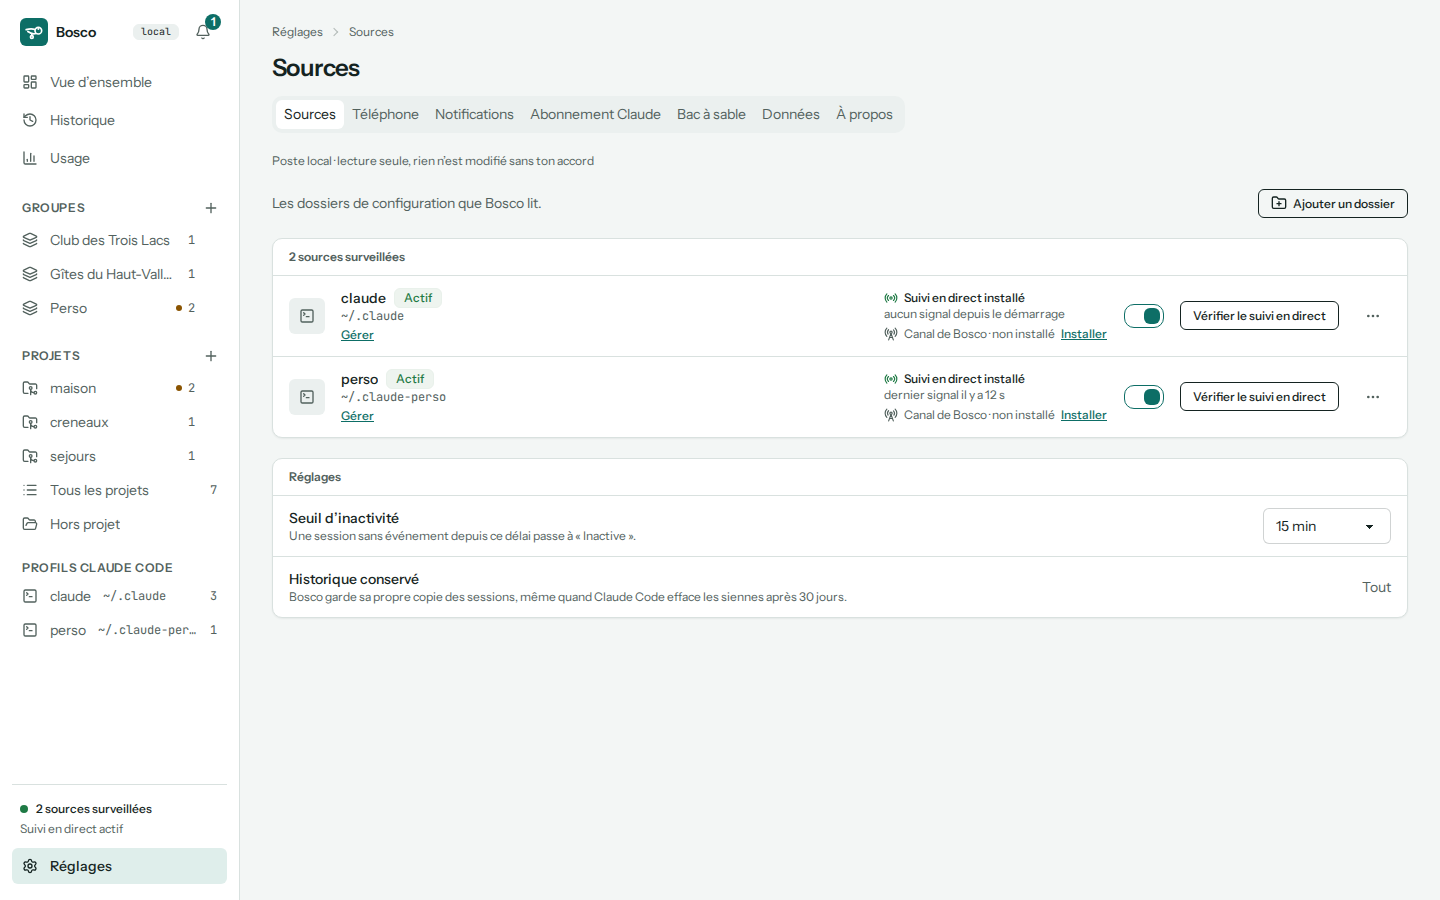 Bosco
local
1
Vue d’ensemble
Historique
Usage
GROUPES
Club des Trois Lacs 1
Gîtes du Haut-Vall… 1
Perso 2
PROJETS
maison 2
creneaux 1
sejours 1
Tous les projets 7
Hors projet
PROFILS CLAUDE CODE
claude ~/.claude 3
perso ~/.claude-per… 1
2 sources surveillées
Suivi en direct actif
Réglages
Réglages > Sources
Sources
Sources Téléphone Notifications Abonnement Claude Bac à sable Données À propos
Poste local · lecture seule, rien n’est modifié sans ton accord
Les dossiers de configuration que Bosco lit.
Ajouter un dossier
2 sources surveillées
claude Actif
~/.claude
Gérer
Suivi en direct installé
aucun signal depuis le démarrage
Canal de Bosco · non installé Installer
Vérifier le suivi en direct
perso Actif
~/.claude-perso
Gérer
Suivi en direct installé
dernier signal il y a 12 s
Canal de Bosco · non installé Installer
Vérifier le suivi en direct
Réglages
Seuil d’inactivité
Une session sans événement depuis ce délai passe à « Inactive ».
15 min
Historique conservé
Bosco garde sa propre copie des sessions, même quand Claude Code efface les siennes après 30 jours.
Tout